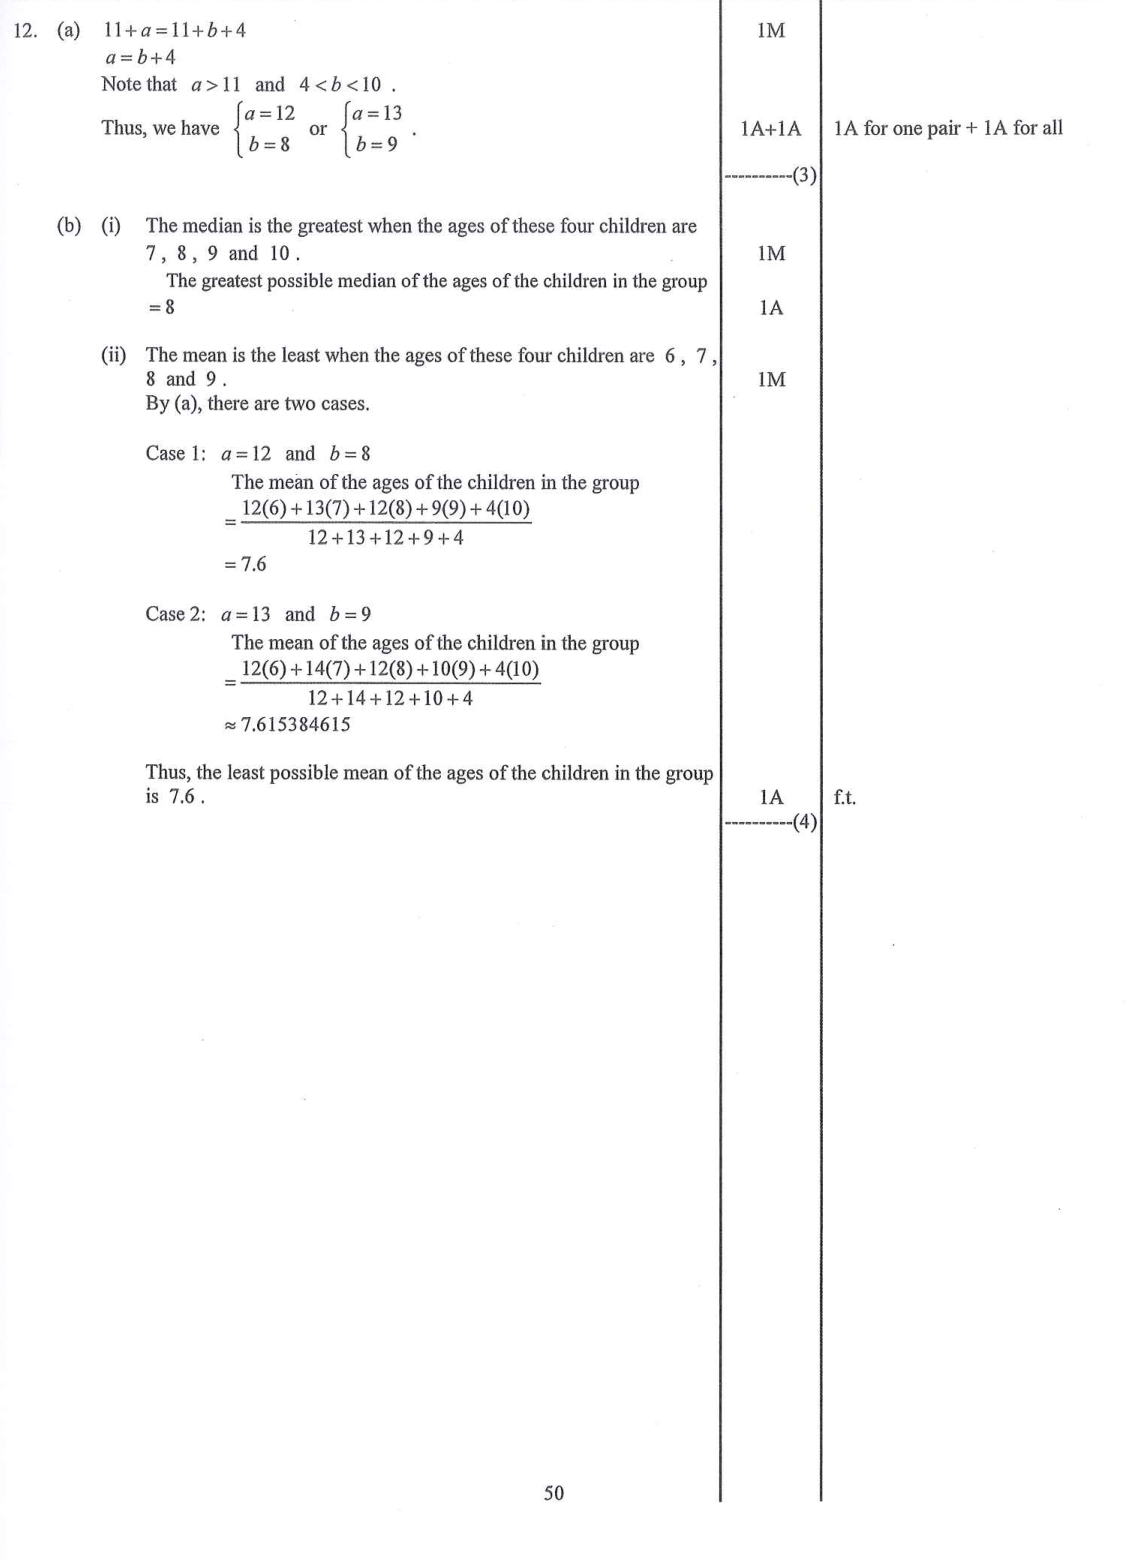 12. (a) 11+a=11+b+4 1M
a=b+4
Note that a>11 and 4<b<10 .
Thus, we have {a=12 b=8 or {a=13 b=9 . 1A+1A 1A for one pair + 1A for all
----------(3)
(b) (i) The median is the greatest when the ages of these four children are
7 , 8 , 9 and 10 . 1M
The greatest possible median of the ages of the children in the group
= 8 1A
(ii) The mean is the least when the ages of these four children are 6 , 7 ,
8 and 9 . 1M
By (a), there are two cases.
Case 1: a=12 and b=8
The mean of the ages of the children in the group
= 12(6)+13(7)+12(8)+9(9)+4(10)
12+13+12+9+4
= 7.6
Case 2: a=13 and b=9
The mean of the ages of the children in the group
= 12(6)+14(7)+12(8)+10(9)+4(10)
12+14+12+10+4
≈ 7.615384615
Thus, the least possible mean of the ages of the children in the group
is 7.6 . 1A f.t.
----------(4)
50